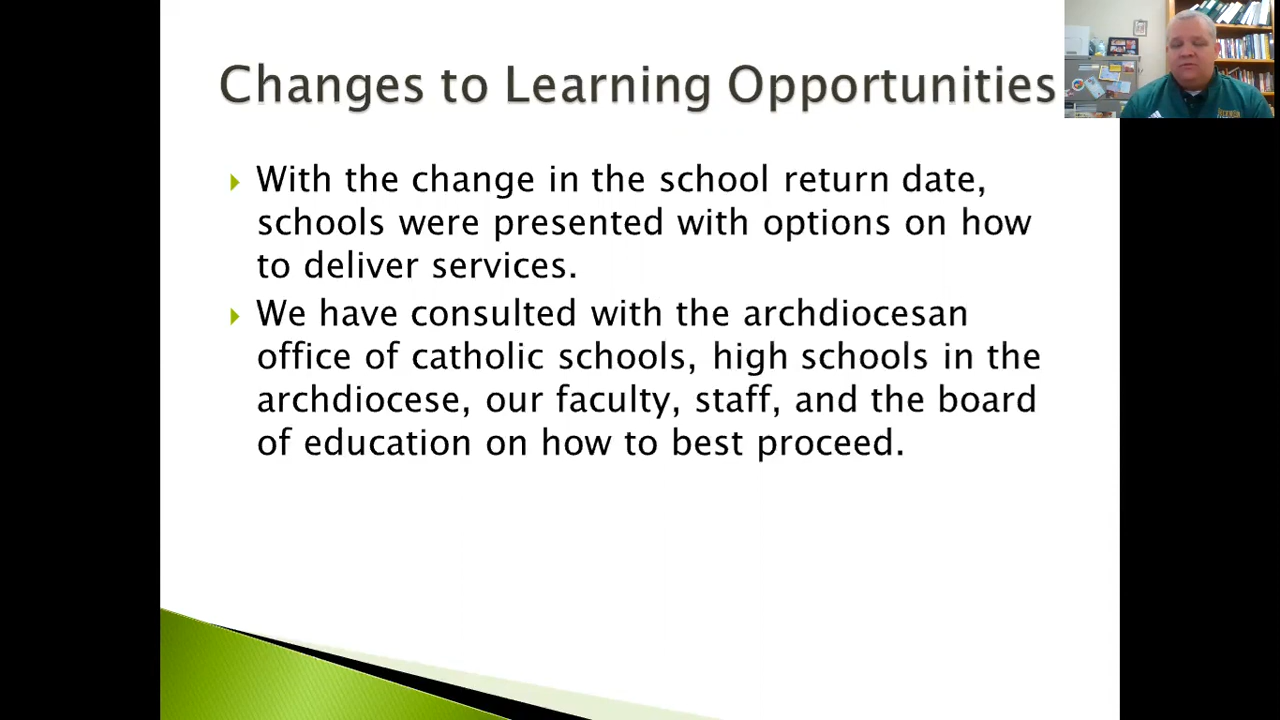 Changes to Learning Opportunities
With the change in the school return date,
schools were presented with options on how
to deliver services.
We have consulted with the archdiocesan
office of catholic schools, high schools in the
archdiocese, our faculty, staff, and the board
of education on how to best proceed.